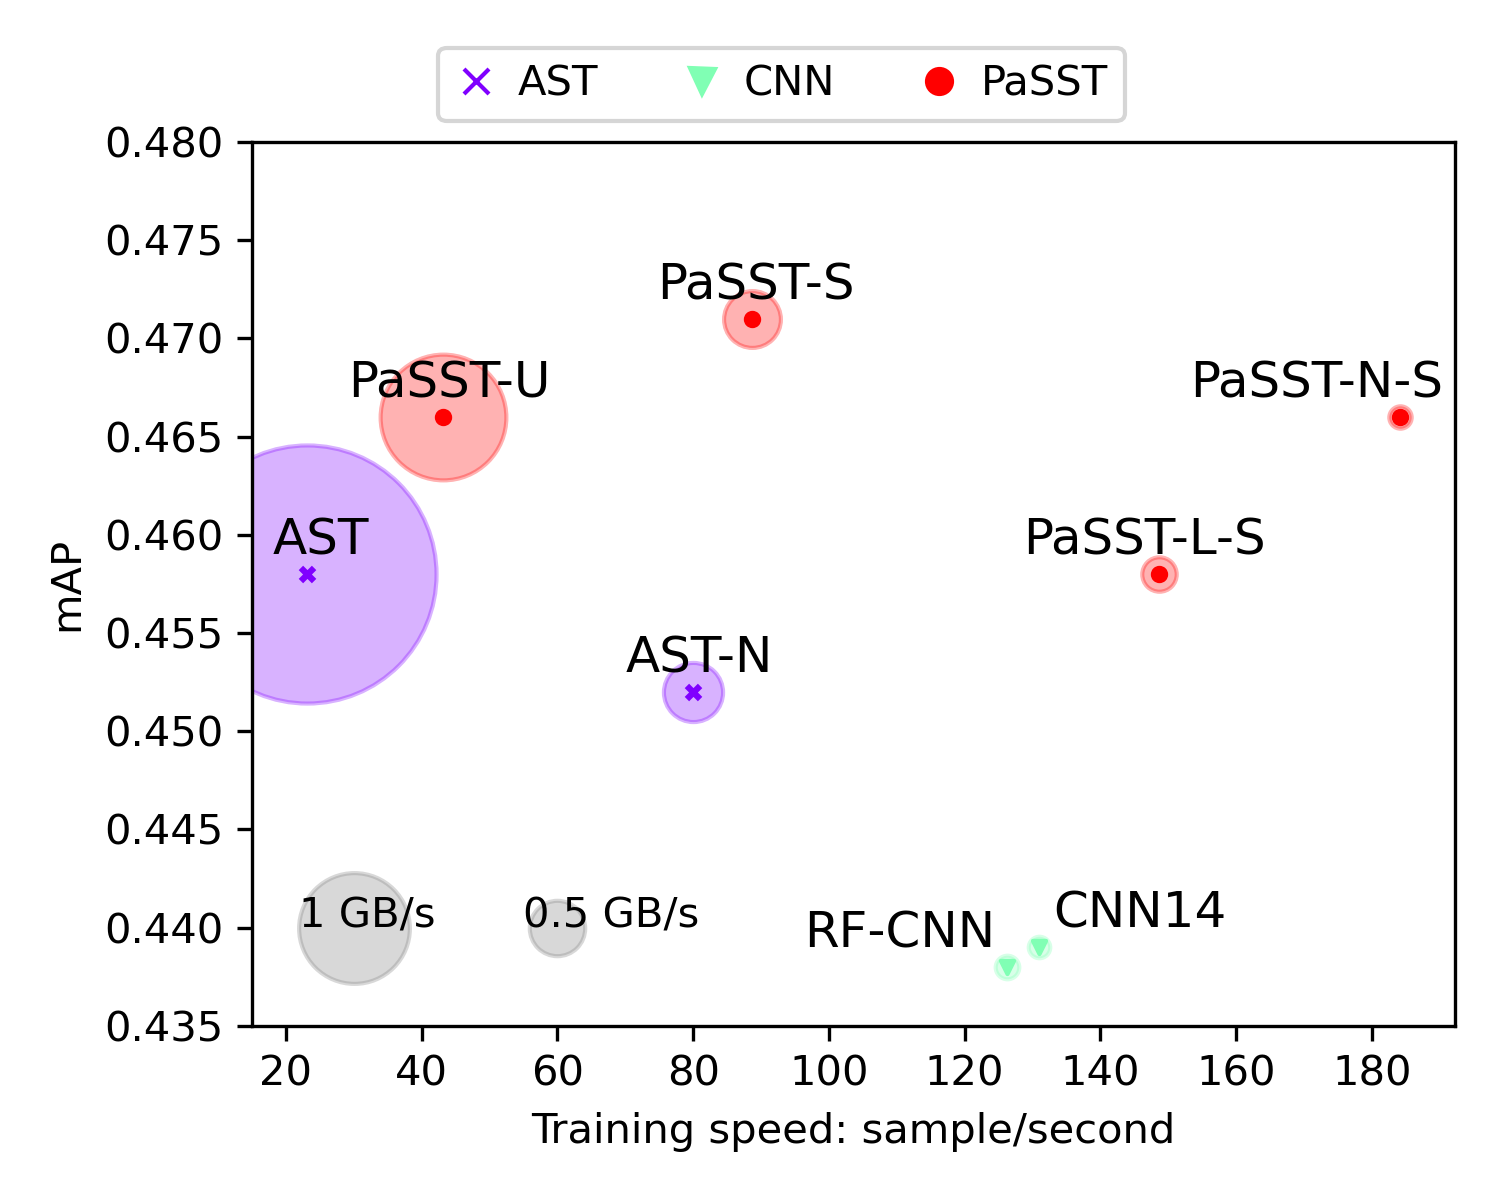 AST CNN PaSST
0.480
0.475
0.470
0.465
0.460
0.455
0.450
0.445
0.440
0.435
mAP
PaSST-S
PaSST-U
PaSST-N-S
AST
PaSST-L-S
AST-N
1 GB/s
0.5 GB/s
RF-CNN
CNN14
20 40 60 80 100 120 140 160 180
Training speed: sample/second